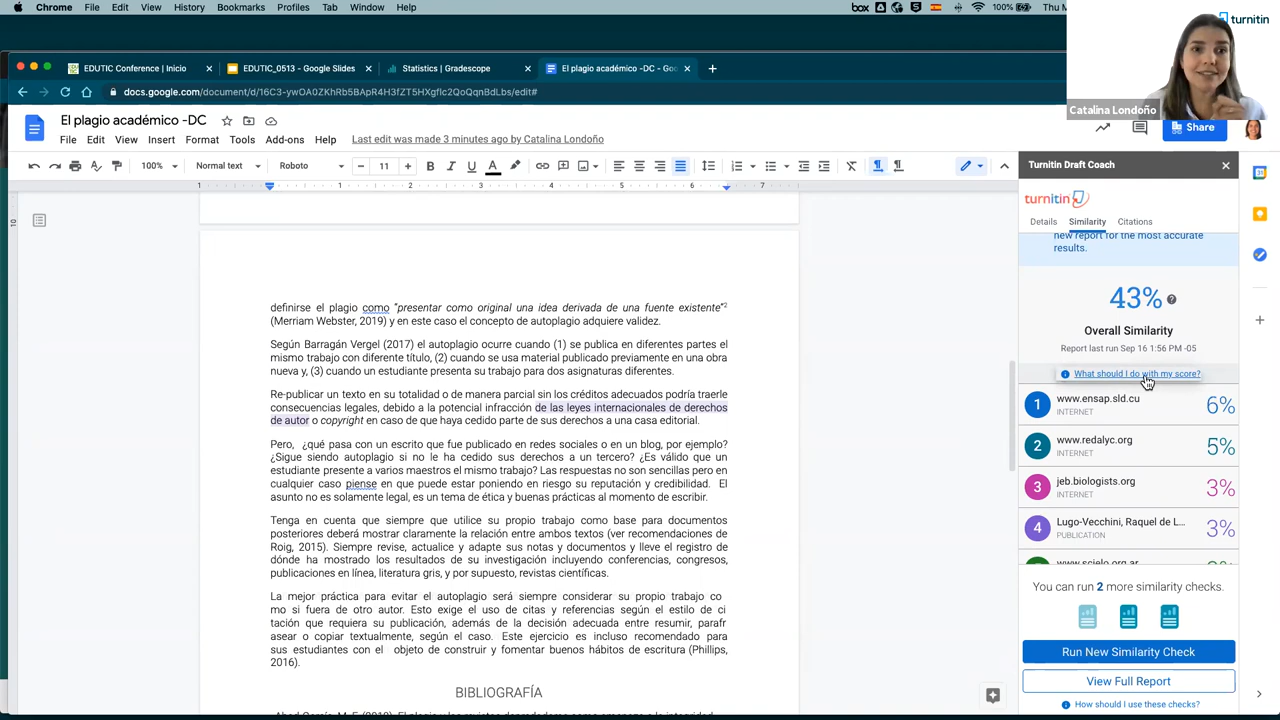 Chrome File Edit View History Bookmarks Profiles Tab Window Help
box 100% Thu M
turnitin
EDUTIC Conference | Inicio
EDUTIC_0513 - Google Slides
Statistics | Gradescope
El plagio académico -DC - Go
Catalina Londoño
El plagio académico -DC
File Edit View Insert Format Tools Add-ons Help Last edit was made 3 minutes ago by Catalina Londoño
Share
100% Normal text Roboto 11
1 1 2 3 4 5 6 7
definirse el plagio como "presentar como original una idea derivada de una fuente existente"2
(Merriam Webster, 2019) y en este caso el concepto de autoplagio adquiere validez.
Según Barragán Vergel (2017) el autoplagio ocurre cuando (1) se publica en diferentes partes el
mismo trabajo con diferente título, (2) cuando se usa material publicado previamente en una obra
nueva y, (3) cuando un estudiante presenta su trabajo para dos asignaturas diferentes.
Re-publicar un texto en su totalidad o de manera parcial sin los créditos adecuados podría traerle
consecuencias legales, debido a la potencial infracción de las leyes internacionales de derechos
de autor o copyright en caso de que haya cedido parte de sus derechos a una casa editorial.
Pero, ¿qué pasa con un escrito que fue publicado en redes sociales o en un blog, por ejemplo?
¿Sigue siendo autoplagio si no le ha cedido sus derechos a un tercero? ¿Es válido que un
estudiante presente a varios maestros el mismo trabajo? Las respuestas no son sencillas pero en
cualquier caso piense en que puede estar poniendo en riesgo su reputación y credibilidad. El
asunto no es solamente legal, es un tema de ética y buenas prácticas al momento de escribir.
Tenga en cuenta que siempre que utilice su propio trabajo como base para documentos
posteriores deberá mostrar claramente la relación entre ambos textos (ver recomendaciones de
Roig, 2015). Siempre revise, actualice y adapte sus notas y documentos y lleve el registro de
dónde ha mostrado los resultados de su investigación incluyendo conferencias, congresos,
publicaciones en línea, literatura gris, y por supuesto, revistas científicas.
La mejor práctica para evitar el autoplagio será siempre considerar su propio trabajo co
mo si fuera de otro autor. Esto exige el uso de citas y referencias según el estilo de ci
tación que requiera su publicación, además de la decisión adecuada entre resumir, parafr
asear o copiar textualmente, según el caso. Este ejercicio es incluso recomendado para
sus estudiantes con el objeto de construir y fomentar buenos hábitos de escritura (Phillips,
2016).
BIBLIOGRAFÍA
Turnitin Draft Coach
turnitin
Details Similarity Citations
new report for the most accurate
results.
43%
Overall Similarity
Report last run Sep 16 1:56 PM -05
What should I do with my score?
1 www.ensap.sld.cu
INTERNET
6%
2 www.redalyc.org
INTERNET
5%
3 jeb.biologists.org
INTERNET
3%
4 Lugo-Vecchini, Raquel de L...
PUBLICATION
3%
www.scielo.org.ar
You can run 2 more similarity checks.
Run New Similarity Check
View Full Report
How should I use these checks?